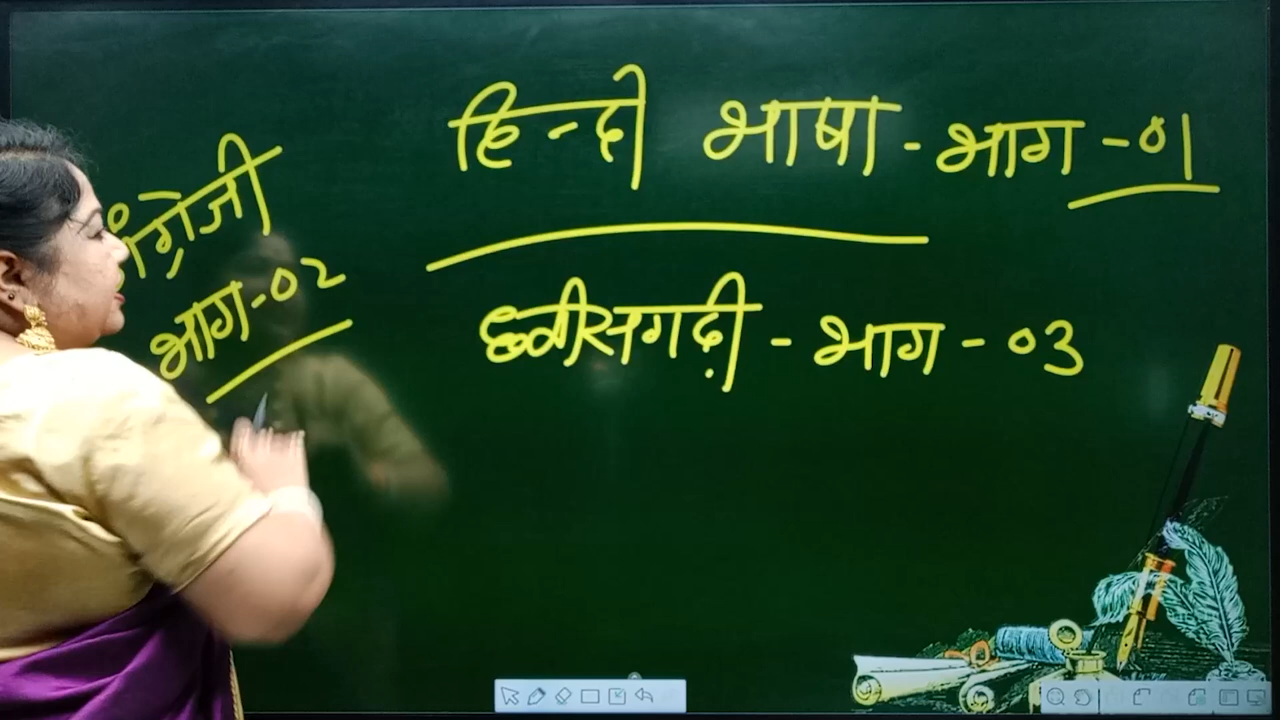 हिन्दी भाषा - भाग - 01
अंग्रेजी
भाग - 02
छत्तीसगढ़ी - भाग - 03